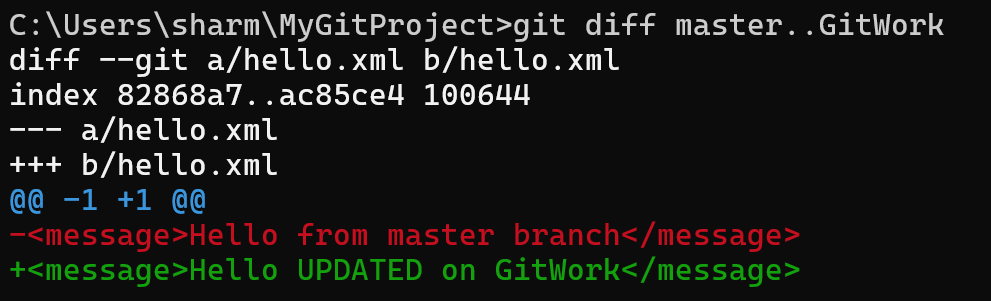 C:\Users\sharm\MyGitProject>git diff master..GitWork
diff --git a/hello.xml b/hello.xml
index 82868a7..ac85ce4 100644
--- a/hello.xml
+++ b/hello.xml
@@ -1 +1 @@
-<message>Hello from master branch</message>
+<message>Hello UPDATED on GitWork</message>